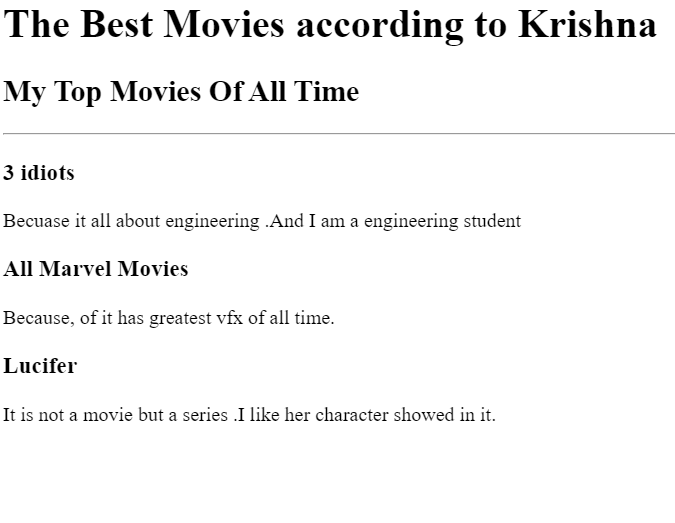 The Best Movies according to Krishna
My Top Movies Of All Time
3 idiots
Becuase it all about engineering .And I am a engineering student
All Marvel Movies
Because, of it has greatest vfx of all time.
Lucifer
It is not a movie but a series .I like her character showed in it.